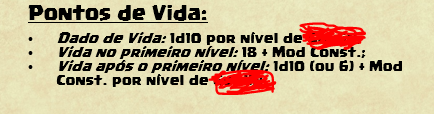 Pontos de Vida:
• Dado de Vida: 1d10 por nível de
• Vida no primeiro nível: 18 + Mod Const.;
• Vida após o primeiro nível: 1d10 (ou 6) + Mod
Const. por nível de